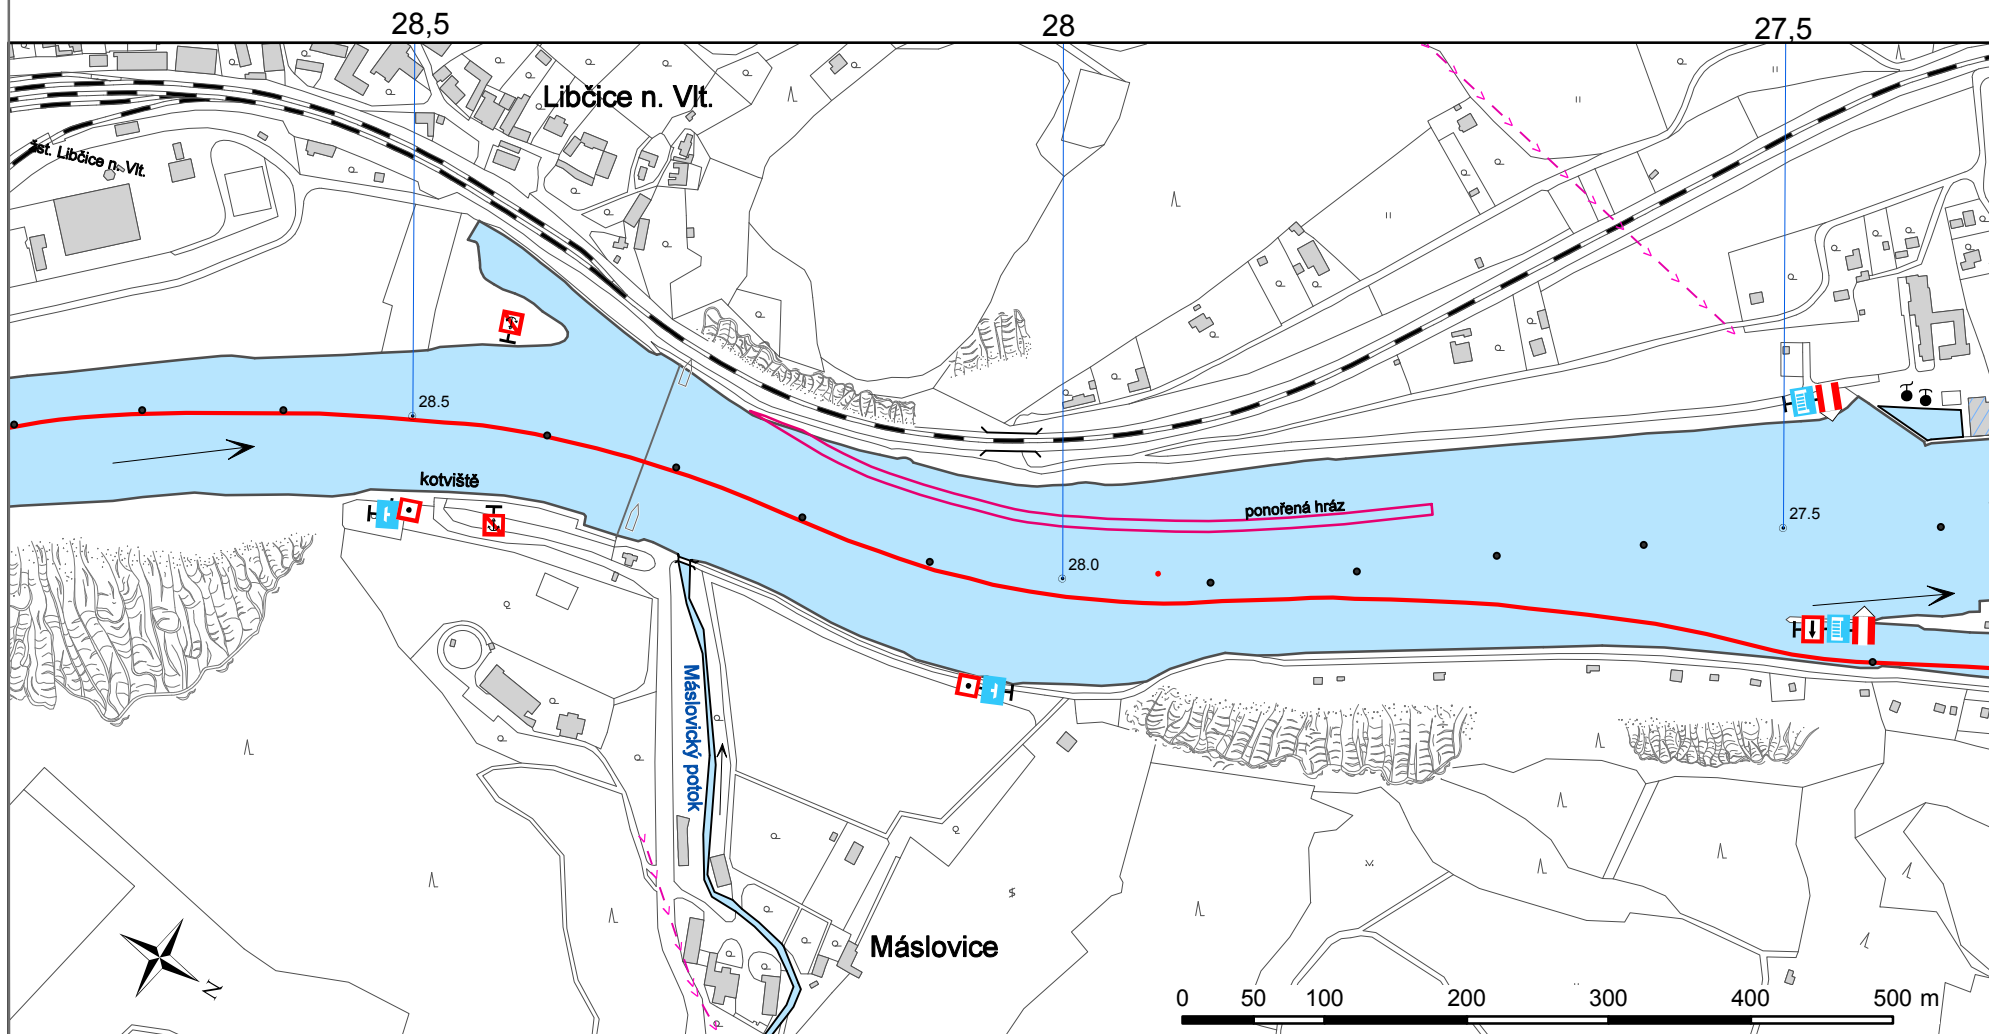 28,5
28
27,5
Libčice n. Vlt.
žst. Libčice n. Vlt.
28.5
kotviště
ponořená hráz
27.5
28.0
Máslovický potok
Máslovice
N
0 50 100 200 300 400 500 m